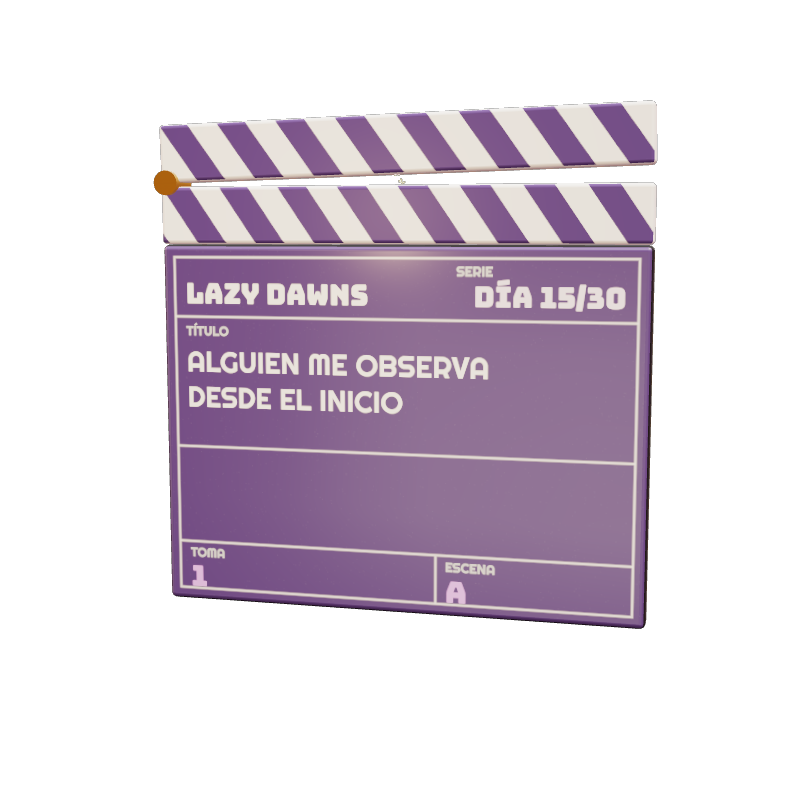 LAZY DAWNS
SERIE
DÍA 15/30
TÍTULO
ALGUIEN ME OBSERVA
DESDE EL INICIO
TOMA
1
ESCENA
A